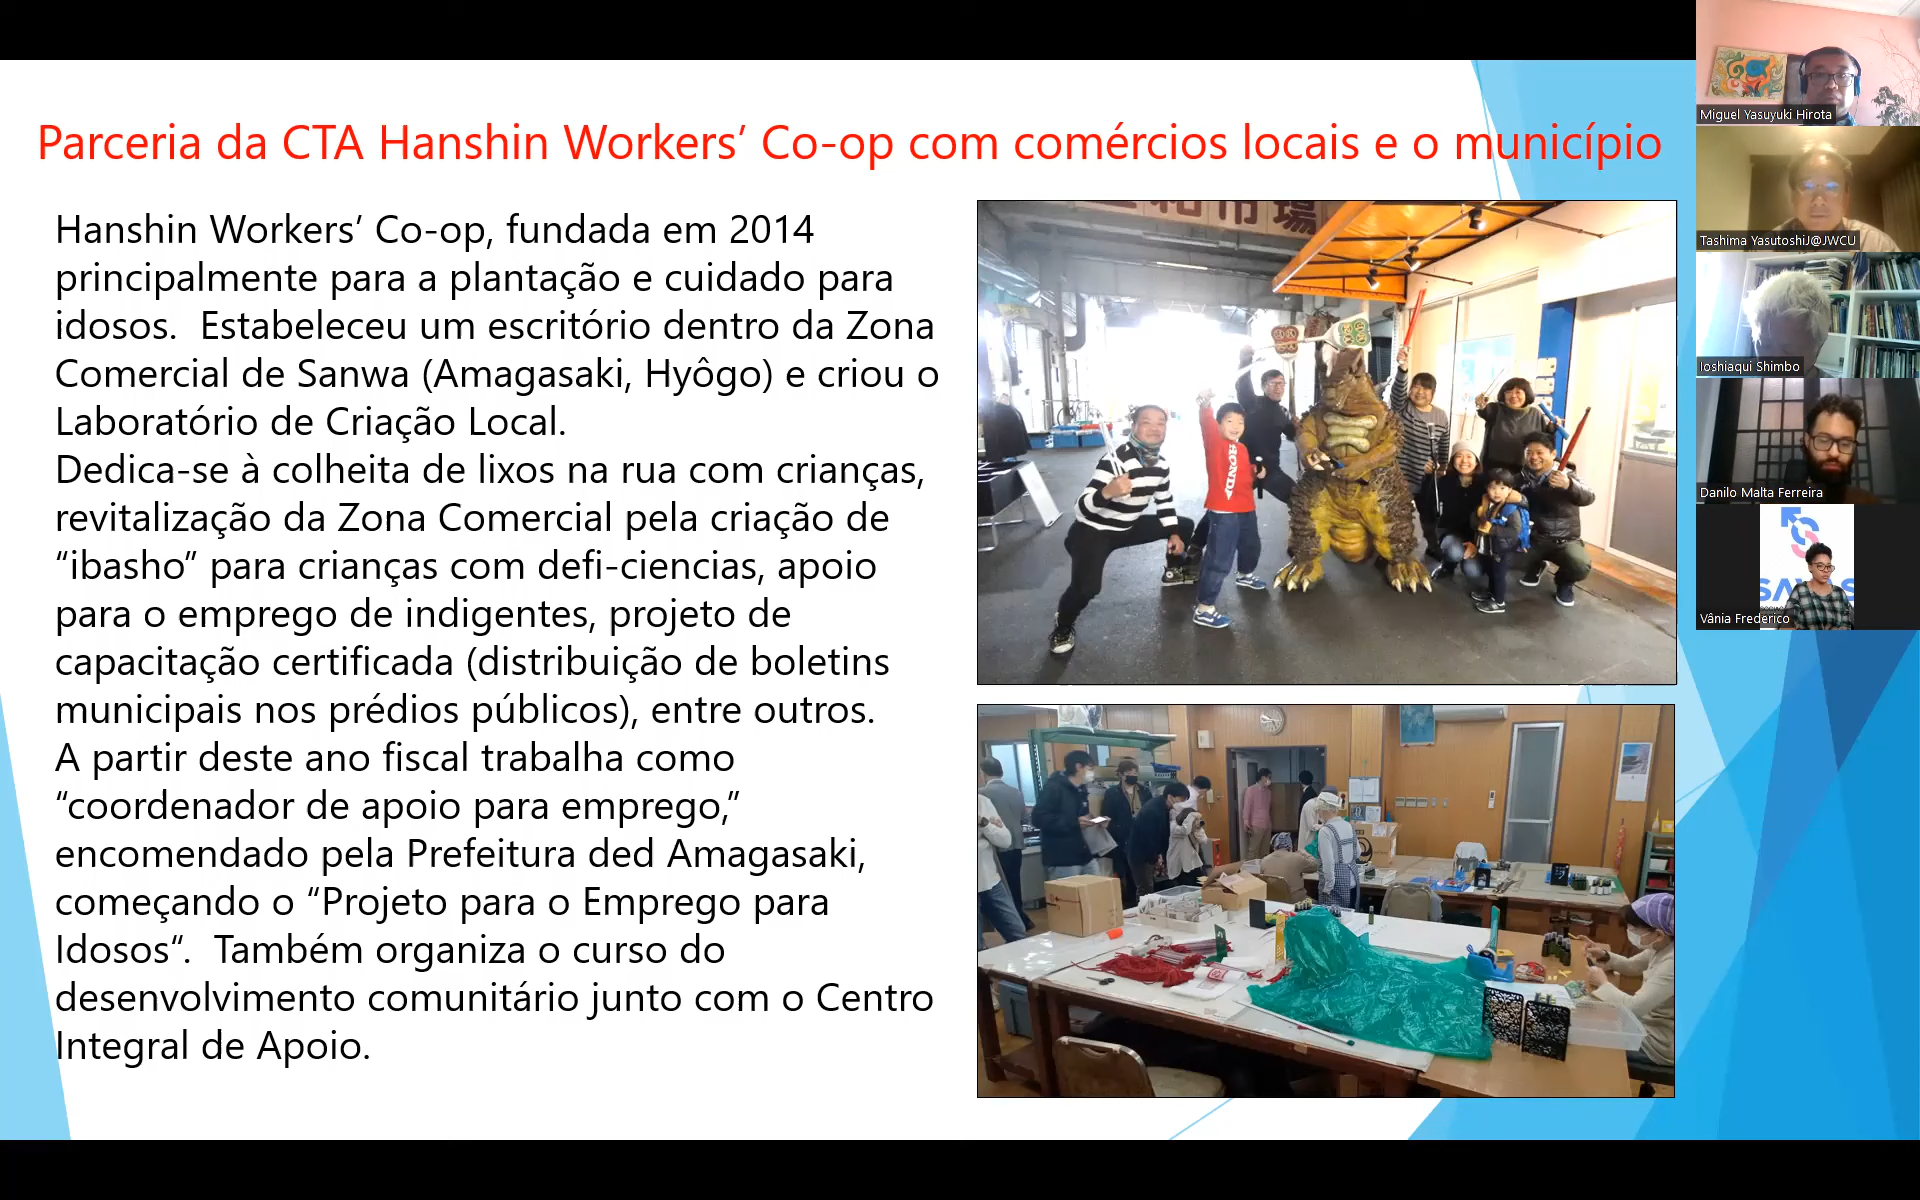 Parceria da CTA Hanshin Workers’ Co-op com comércios locais e o município
Hanshin Workers’ Co-op, fundada em 2014
principalmente para a plantação e cuidado para
idosos.  Estabeleceu um escritório dentro da Zona
Comercial de Sanwa (Amagasaki, Hyôgo) e criou o
Laboratório de Criação Local.
Dedica-se à colheita de lixos na rua com crianças,
revitalização da Zona Comercial pela criação de
“ibasho” para crianças com defi-ciencias, apoio
para o emprego de indigentes, projeto de
capacitação certificada (distribuição de boletins
municipais nos prédios públicos), entre outros.
A partir deste ano fiscal trabalha como
“coordenador de apoio para emprego,”
encomendado pela Prefeitura ded Amagasaki,
começando o “Projeto para o Emprego para
Idosos“.  Também organiza o curso do
desenvolvimento comunitário junto com o Centro
Integral de Apoio.
市場
Miguel Yasuyuki Hirota
Tashima YasutoshiJ@JWCU
Ioshiaqui Shimbo
Danilo Malta Ferreira
Vânia Frederico